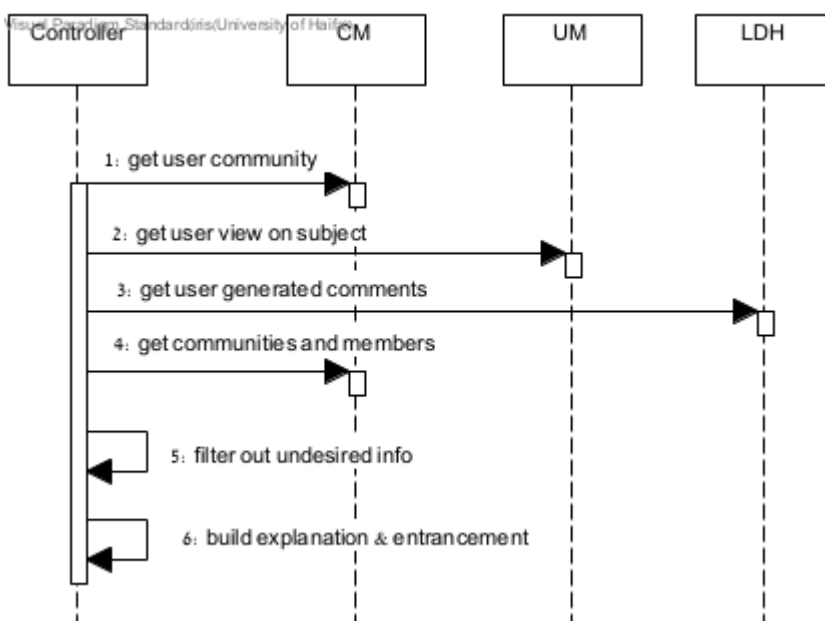 Visual Paradigm Standard(iris(University of Haifa))
Controller
CM
UM
LDH
1: get user community
2: get user view on subject
3: get user generated comments
4: get communities and members
5: filter out undesired info
6: build explanation & entrancement